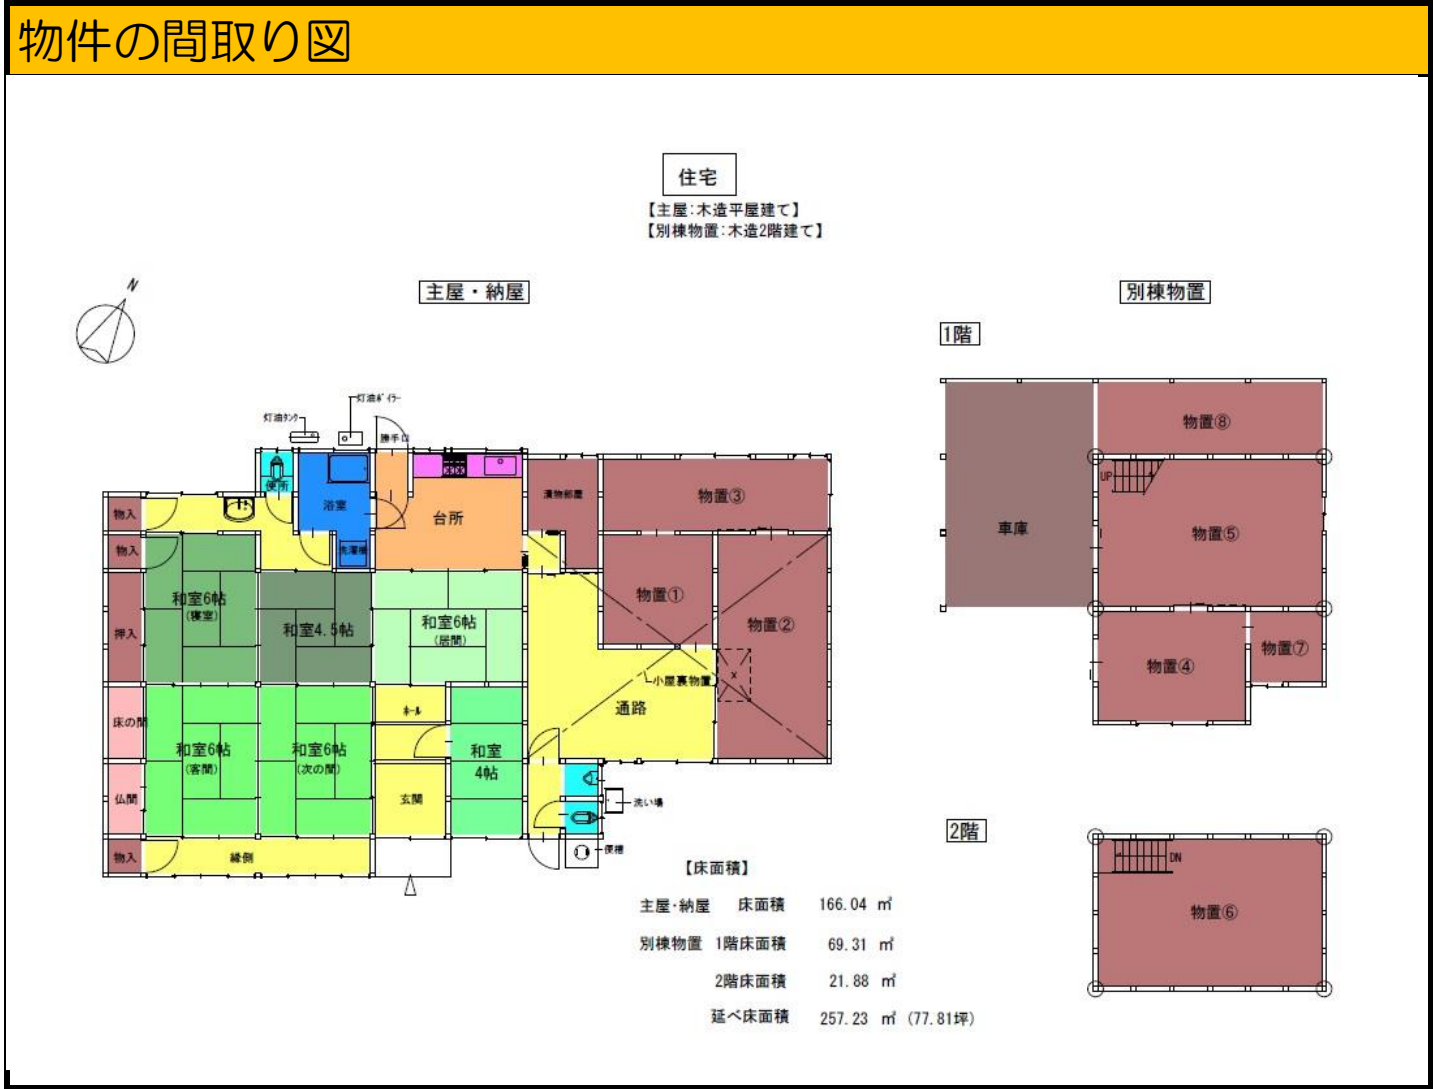 物件の間取り図
住宅
【主屋:木造平屋建て】
【別棟物置:木造2階建て】
N
主屋・納屋
別棟物置
1階
灯油ﾎﾞｲﾗｰ
灯油ﾀﾝｸ
勝手口
便所
浴室
洗濯機
台所
漬物部屋
物置③
物入
物入
押入
和室6帖
(寝室)
和室4.5帖
和室6帖
(居間)
物置①
物置②
小屋裏物置
x
通路
床の間
仏間
物入
和室6帖
(客間)
和室6帖
(次の間)
ホール
和室
4帖
玄関
縁側
洗い場
便槽
車庫
物置⑧
UP
物置⑤
物置④
物置⑦
2階
DN
物置⑥
【床面積】
主屋・納屋 床面積 166.04 ㎡
別棟物置 1階床面積 69.31 ㎡
2階床面積 21.88 ㎡
延べ床面積 257.23 ㎡ (77.81坪)